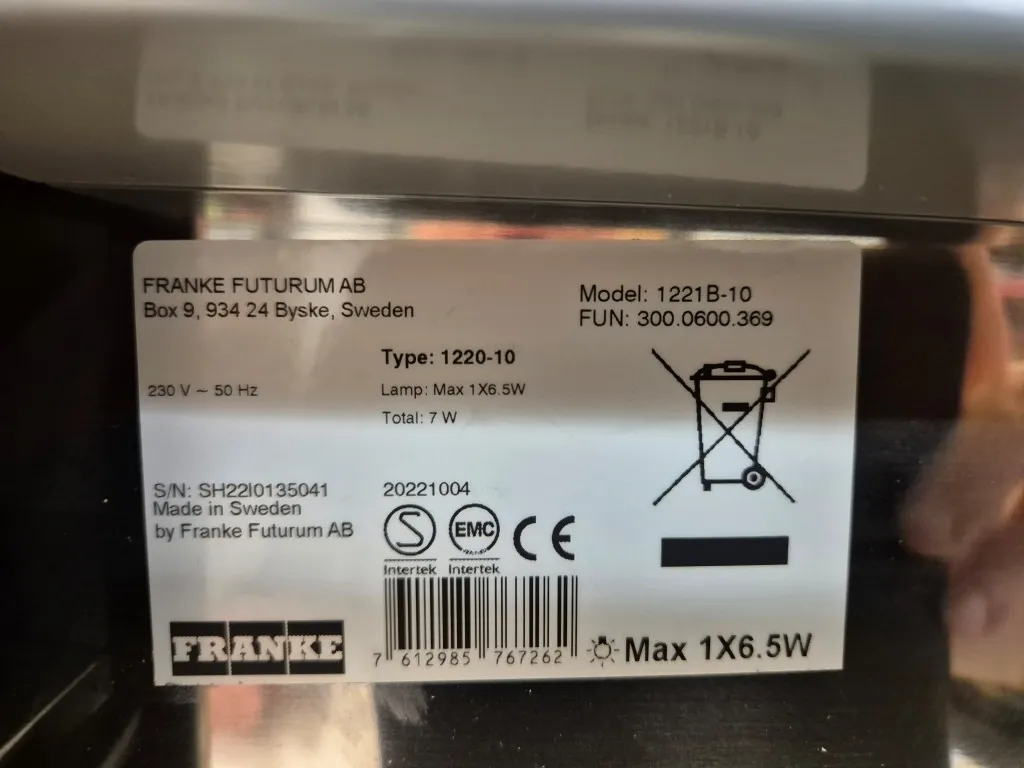 FRANKE FUTURUM AB
Box 9, 934 24 Byske, Sweden
Model: 1221B-10
FUN: 300.0600.369
Type: 1220-10
230 V ~ 50 Hz
Lamp: Max 1X6.5W
Total: 7 W
S/N: SH22I0135041
Made in Sweden
by Franke Futurum AB
20221004
S
Intertek
EMC
Intertek
CE
FRANKE
7 612985 767262
Max 1X6.5W